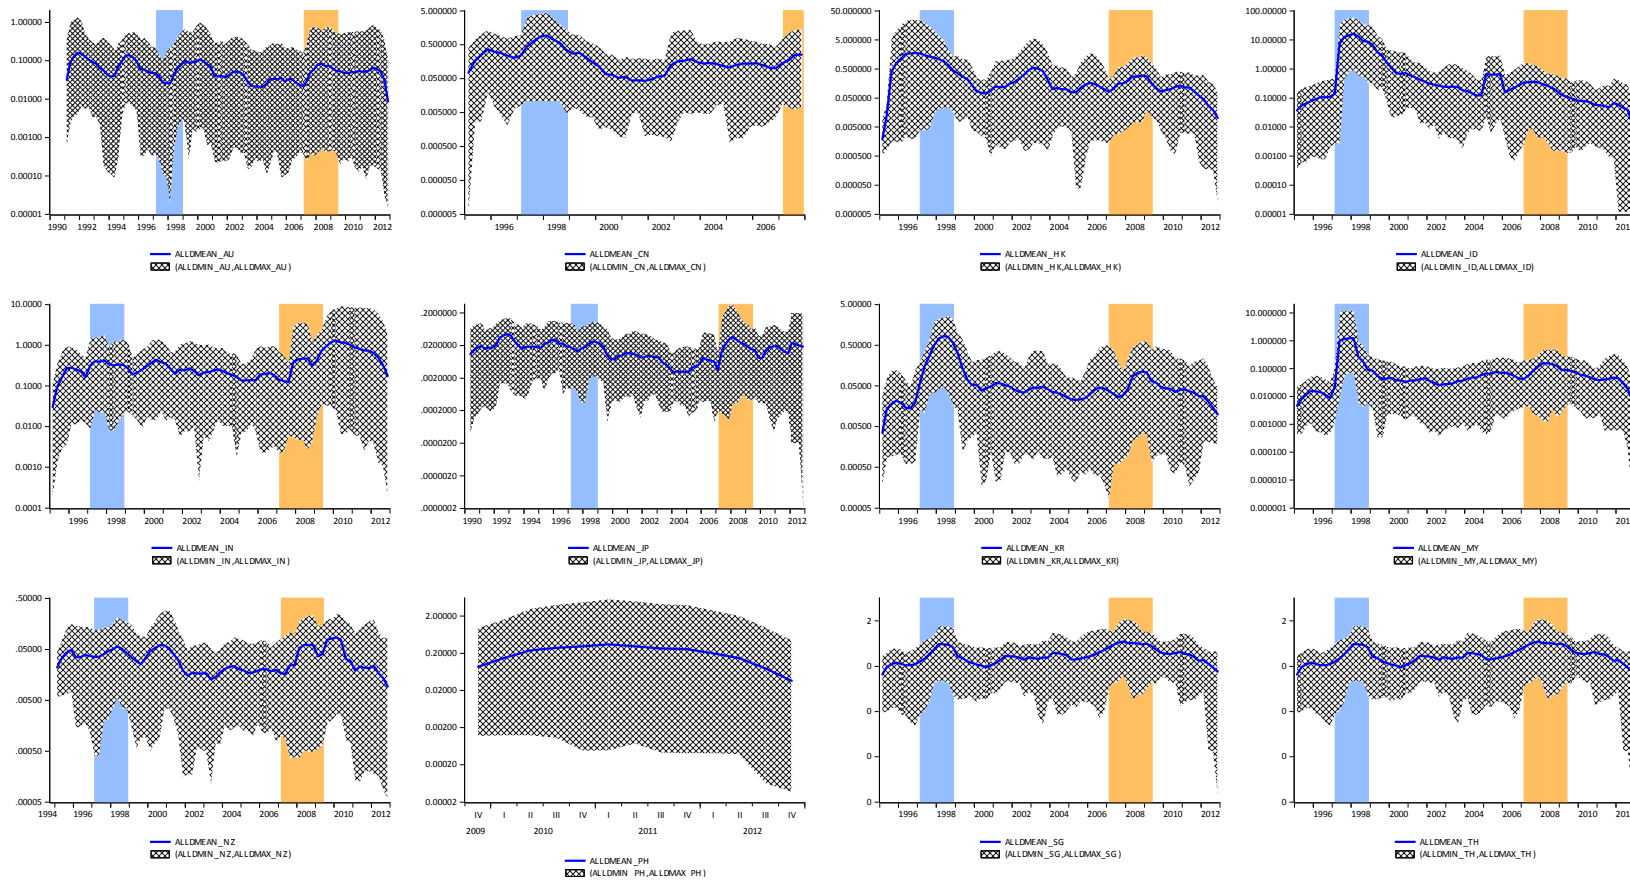 1.00000
0.10000
0.01000
0.00100
0.00010
0.00001
1990 1992 1994 1996 1998 2000 2002 2004 2006 2008 2010 2012
ALLDMEAN_AU
(ALLDMIN_AU,ALLDMAX_AU)
5.000000
0.500000
0.050000
0.005000
0.000500
0.000050
0.000005
1996 1998 2000 2002 2004 2006
ALLDMEAN_CN
(ALLDMIN_CN,ALLDMAX_CN)
50.000000
5.000000
0.500000
0.050000
0.005000
0.000500
0.000050
0.000005
1996 1998 2000 2002 2004 2006 2008 2010 2012
ALLDMEAN_HK
(ALLDMIN_HK,ALLDMAX_HK)
100.00000
10.00000
1.00000
0.10000
0.01000
0.00100
0.00010
0.00001
1996 1998 2000 2002 2004 2006 2008 2010 2012
ALLDMEAN_ID
(ALLDMIN_ID,ALLDMAX_ID)
10.0000
1.0000
0.1000
0.0100
0.0010
0.0001
1996 1998 2000 2002 2004 2006 2008 2010 2012
ALLDMEAN_IN
(ALLDMIN_IN,ALLDMAX_IN)
.2000000
.0200000
.0020000
.0002000
.0000200
.0000020
.0000002
1990 1992 1994 1996 1998 2000 2002 2004 2006 2008 2010 2012
ALLDMEAN_JP
(ALLDMIN_JP,ALLDMAX_JP)
5.00000
0.50000
0.05000
0.00500
0.00050
0.00005
1996 1998 2000 2002 2004 2006 2008 2010 2012
ALLDMEAN_KR
(ALLDMIN_KR,ALLDMAX_KR)
10.000000
1.000000
0.100000
0.010000
0.001000
0.000100
0.000010
0.000001
1996 1998 2000 2002 2004 2006 2008 2010 2012
ALLDMEAN_MY
(ALLDMIN_MY,ALLDMAX_MY)
.50000
.05000
.00500
.00050
.00005
1994 1996 1998 2000 2002 2004 2006 2008 2010 2012
ALLDMEAN_NZ
(ALLDMIN_NZ,ALLDMAX_NZ)
2.00000
0.20000
0.02000
0.00200
0.00020
0.00002
IV I II III IV I II III IV I II III IV
2009 2010 2011 2012
ALLDMEAN_PH
(ALLDMIN_PH,ALLDMAX_PH)
2
0
0
0
0
1996 1998 2000 2002 2004 2006 2008 2010 2012
ALLDMEAN_SG
(ALLDMIN_SG,ALLDMAX_SG)
2
0
0
0
0
1996 1998 2000 2002 2004 2006 2008 2010 2012
ALLDMEAN_TH
(ALLDMIN_TH,ALLDMAX_TH)